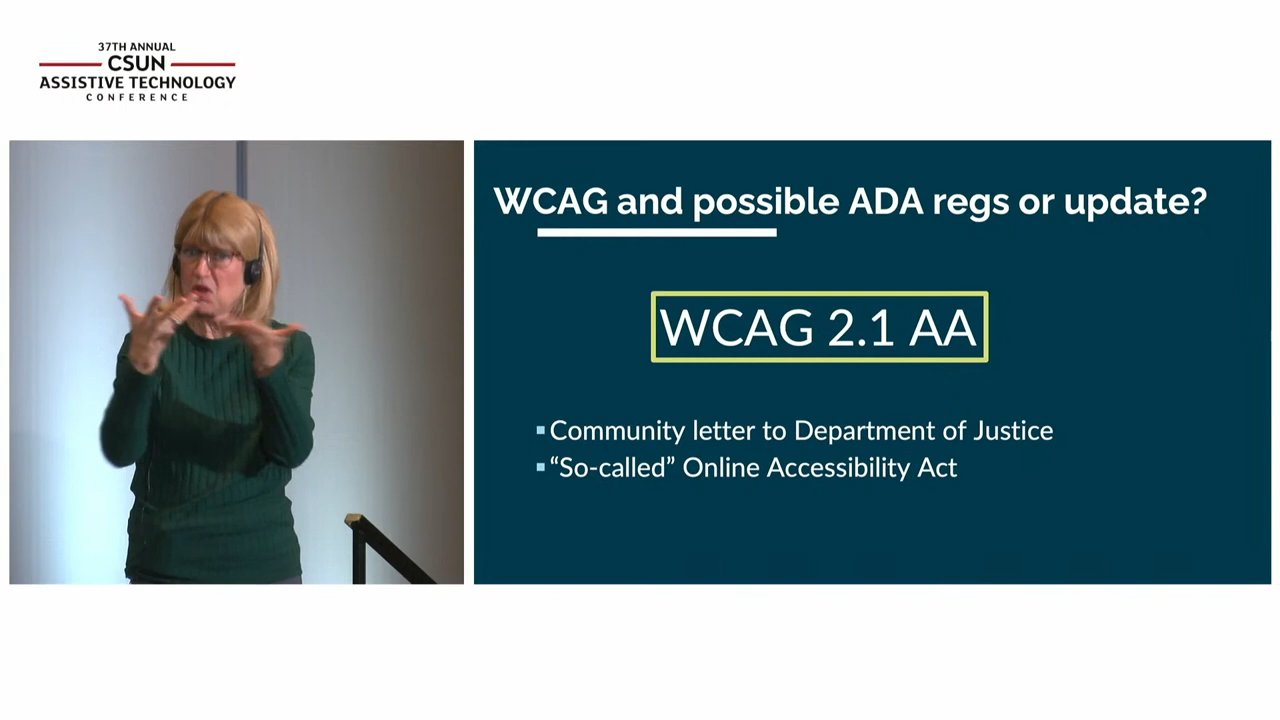 37TH ANNUAL
CSUN
ASSISTIVE TECHNOLOGY
CONFERENCE
WCAG and possible ADA regs or update?
WCAG 2.1 AA
▪Community letter to Department of Justice
▪“So-called” Online Accessibility Act